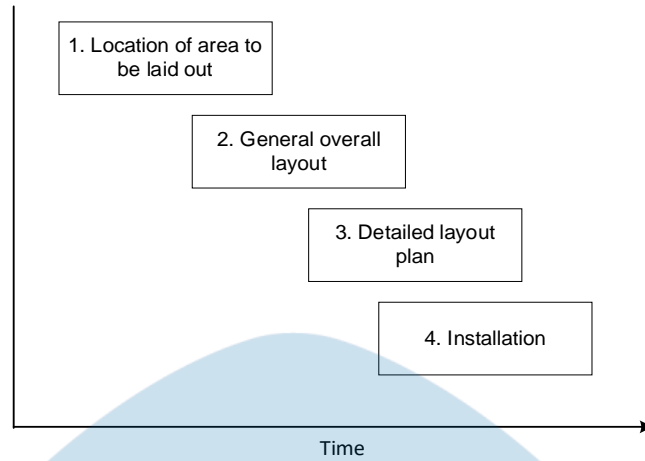 1. Location of area to
be laid out
2. General overall
layout
3. Detailed layout
plan
4. Installation
Time